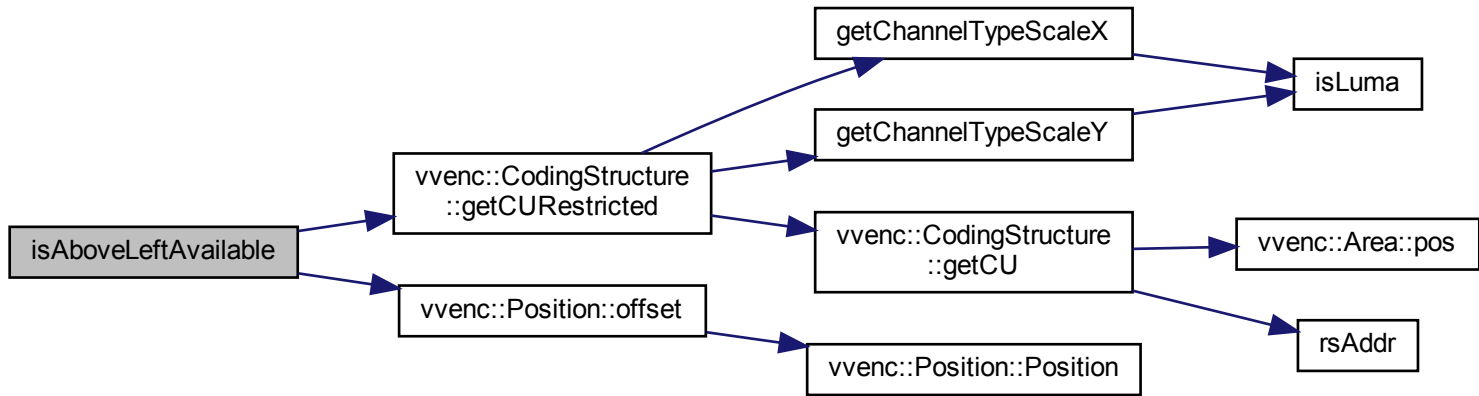 isAboveLeftAvailable
vvenc::CodingStructure
::getCURestricted
vvenc::Position::offset
getChannelTypeScaleX
getChannelTypeScaleY
vvenc::CodingStructure
::getCU
vvenc::Position::Position
isLuma
vvenc::Area::pos
rsAddr